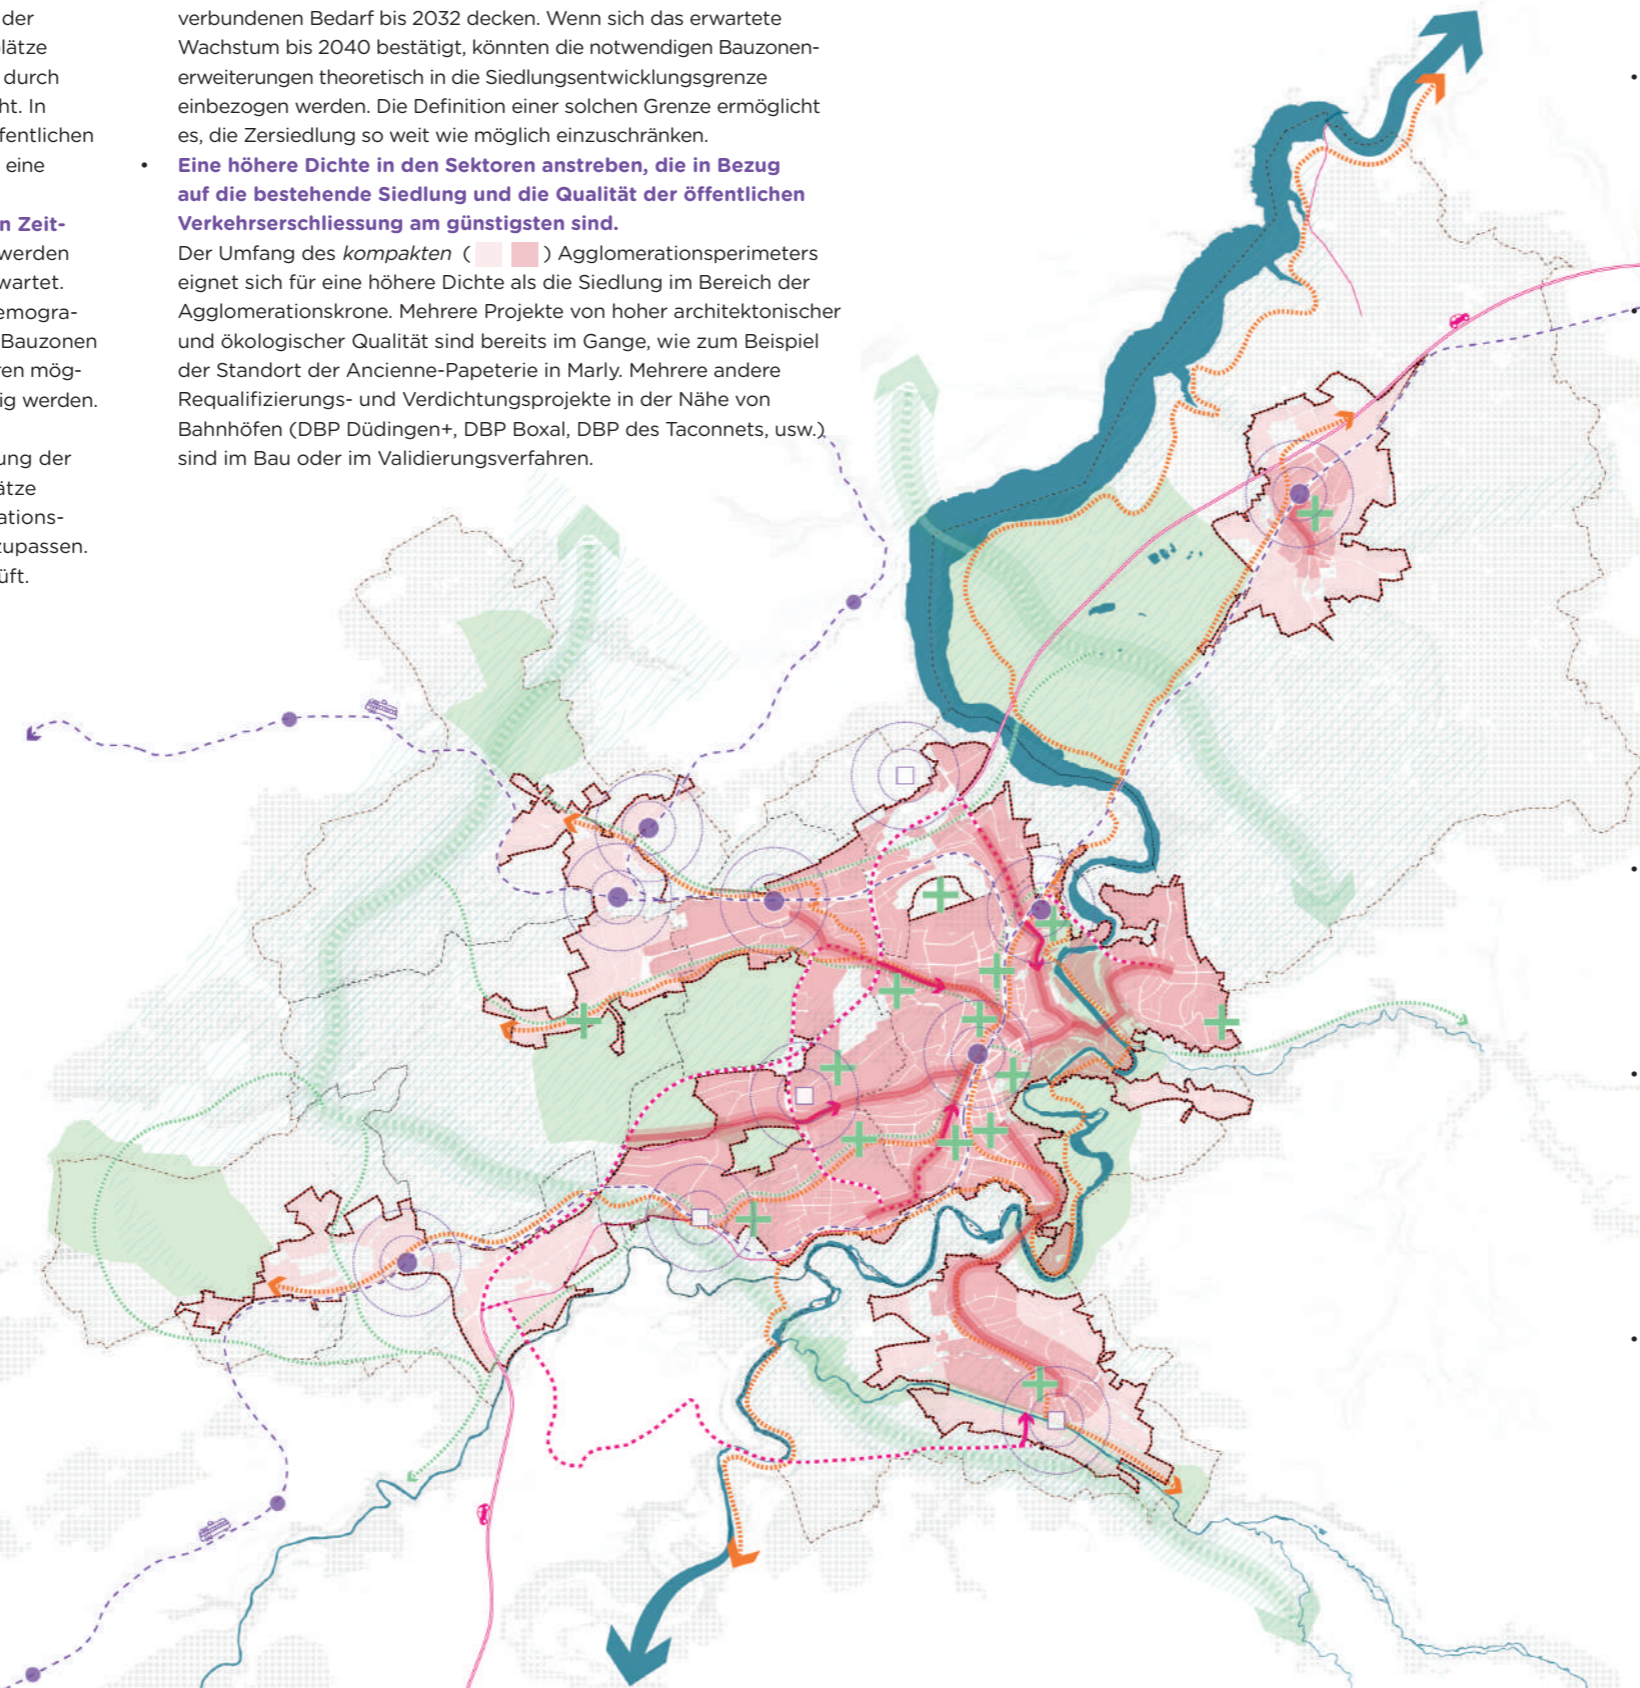 der
lätze
durch
ht. In
fentlichen
eine
n Zeit-
werden
wartet.
emogra-
Bauzonen
ren mög-
ig werden.
ung der
ätze
ations-
zupassen.
üft.
verbundenen Bedarf bis 2032 decken. Wenn sich das erwartete
Wachstum bis 2040 bestätigt, könnten die notwendigen Bauzonen-
erweiterungen theoretisch in die Siedlungsentwicklungsgrenze
einbezogen werden. Die Definition einer solchen Grenze ermöglicht
es, die Zersiedlung so weit wie möglich einzuschränken.
• Eine höhere Dichte in den Sektoren anstreben, die in Bezug
auf die bestehende Siedlung und die Qualität der öffentlichen
Verkehrserschliessung am günstigsten sind.
Der Umfang des kompakten ( ) Agglomerationsperimeters
eignet sich für eine höhere Dichte als die Siedlung im Bereich der
Agglomerationskrone. Mehrere Projekte von hoher architektonischer
und ökologischer Qualität sind bereits im Gange, wie zum Beispiel
der Standort der Ancienne-Papeterie in Marly. Mehrere andere
Requalifizierungs- und Verdichtungsprojekte in der Nähe von
Bahnhöfen (DBP Düdingen+, DBP Boxal, DBP des Taconnets, usw.)
sind im Bau oder im Validierungsverfahren.